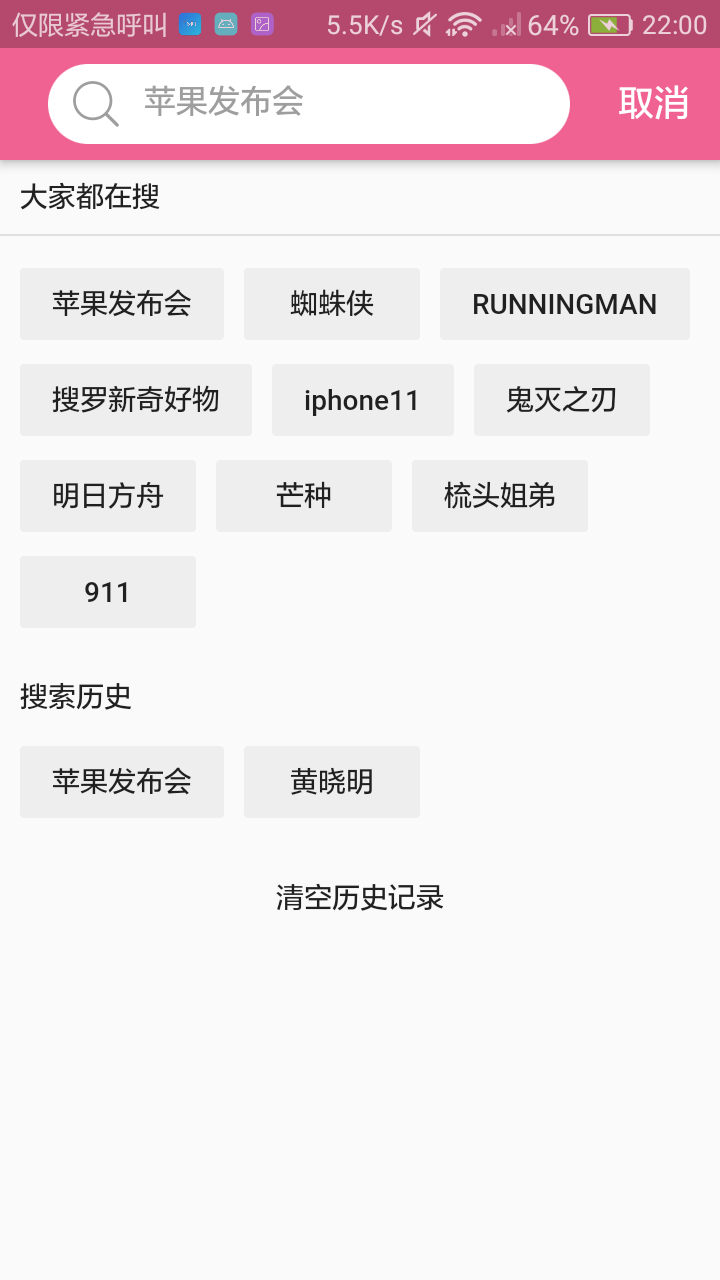 仅限紧急呼叫 5.5K/s 64% 22:00
苹果发布会 取消
大家都在搜
苹果发布会 蜘蛛侠 RUNNINGMAN
搜罗新奇好物 iphone11 鬼灭之刃
明日方舟 芒种 梳头姐弟
911
搜索历史
苹果发布会 黄晓明
清空历史记录